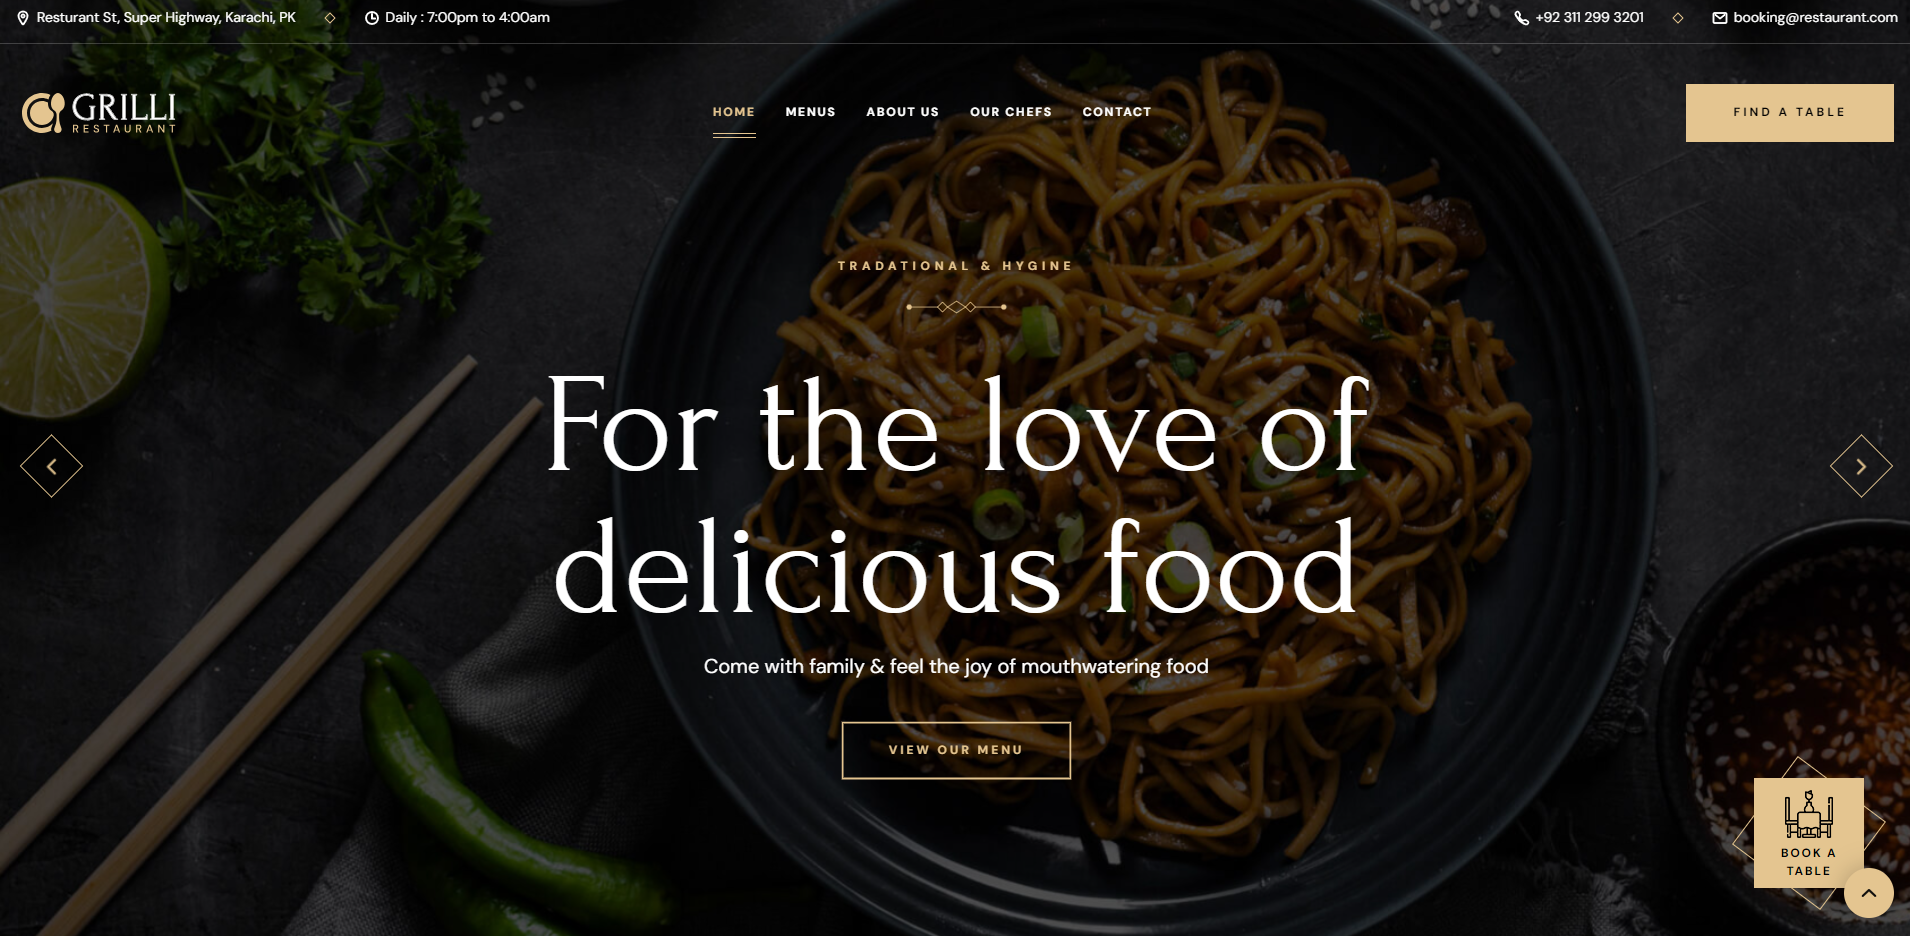 Resturant St, Super Highway, Karachi, PK
Daily : 7:00pm to 4:00am
+92 311 299 3201
booking@restaurant.com
GRILLI
RESTAURANT
HOME
MENUS
ABOUT US
OUR CHEFS
CONTACT
FIND A TABLE
TRADATIONAL & HYGINE
For the love of
delicious food
Come with family & feel the joy of mouthwatering food
VIEW OUR MENU
BOOK A
TABLE